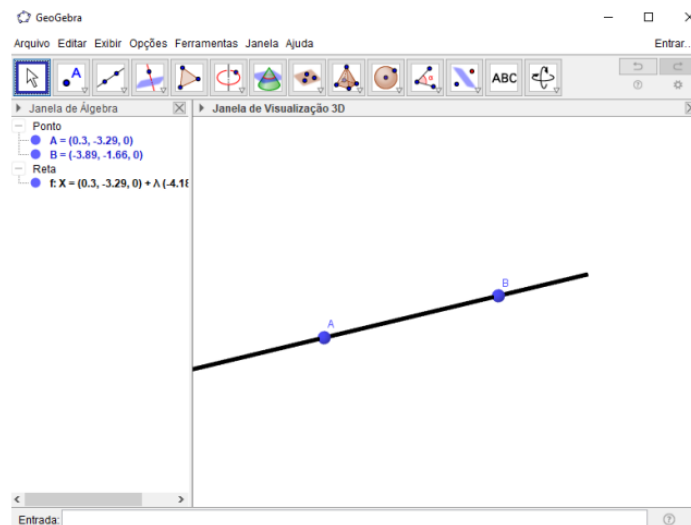 GeoGebra
Arquivo Editar Exibir Opções Ferramentas Janela Ajuda Entrar...
A ABC
Janela de Álgebra
Janela de Visualização 3D
Ponto
A = (0.3, -3.29, 0)
B = (-3.89, -1.66, 0)
Reta
f: X = (0.3, -3.29, 0) + λ (-4.18
B
A
Entrada: